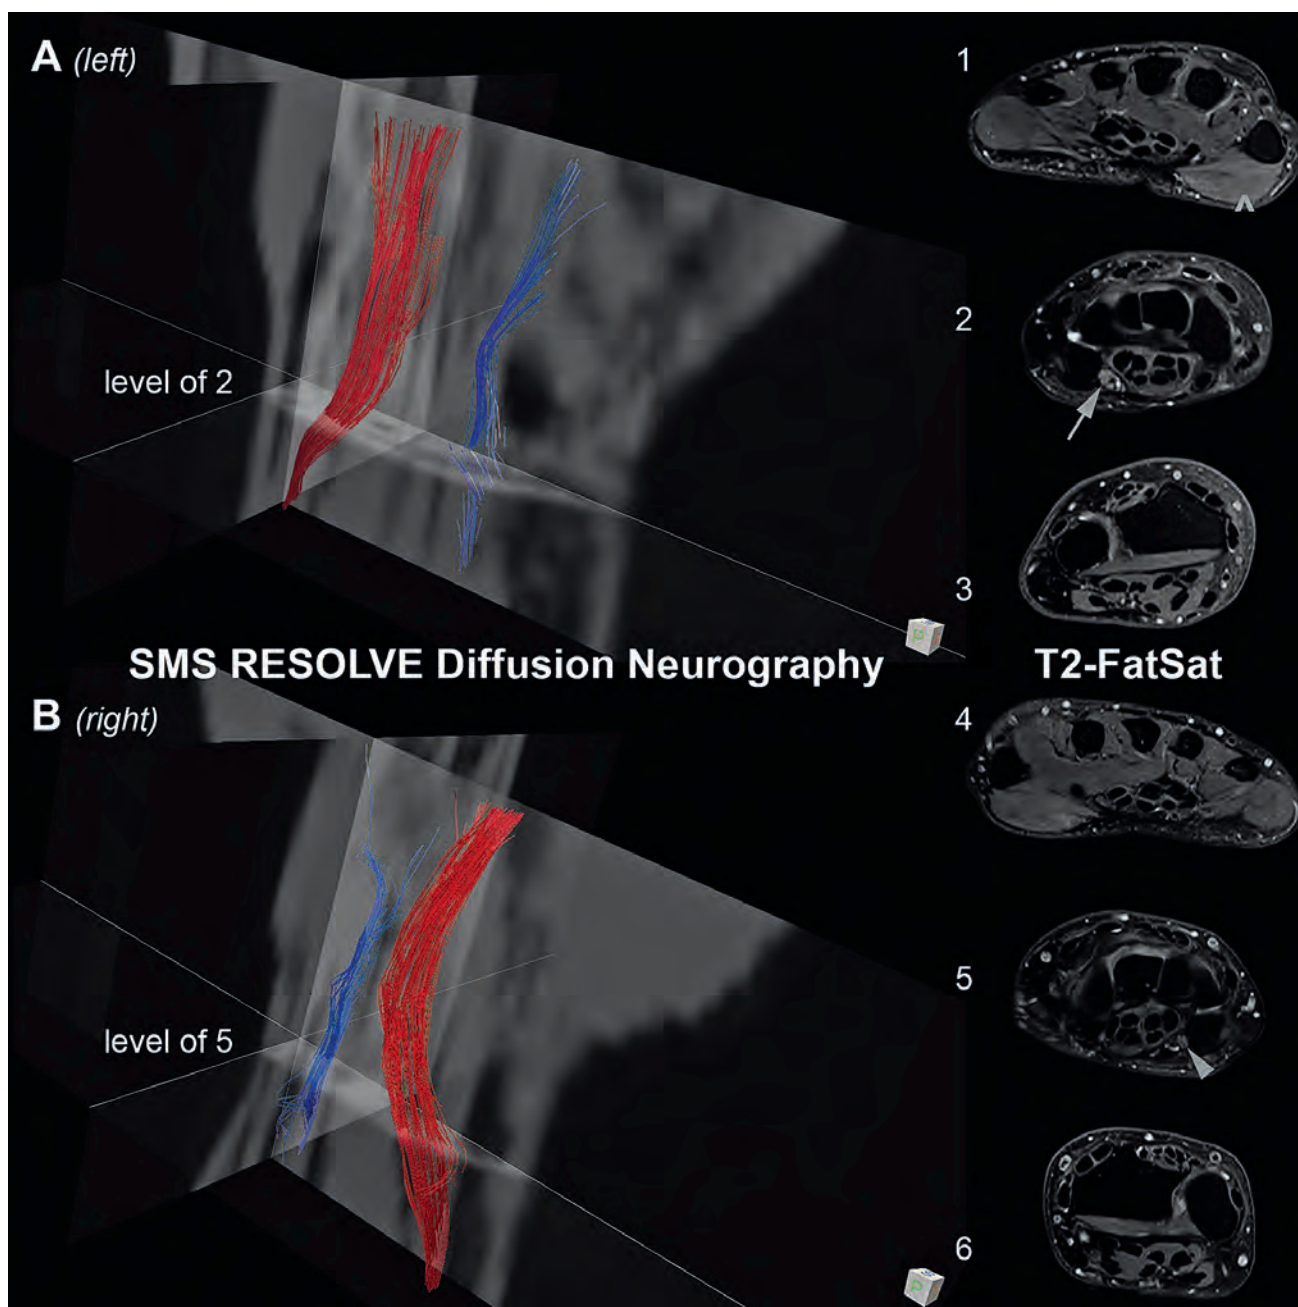 A (left)
1
2
level of 2
3
SMS RESOLVE Diffusion Neurography
T2-FatSat
B (right)
4
5
level of 5
6